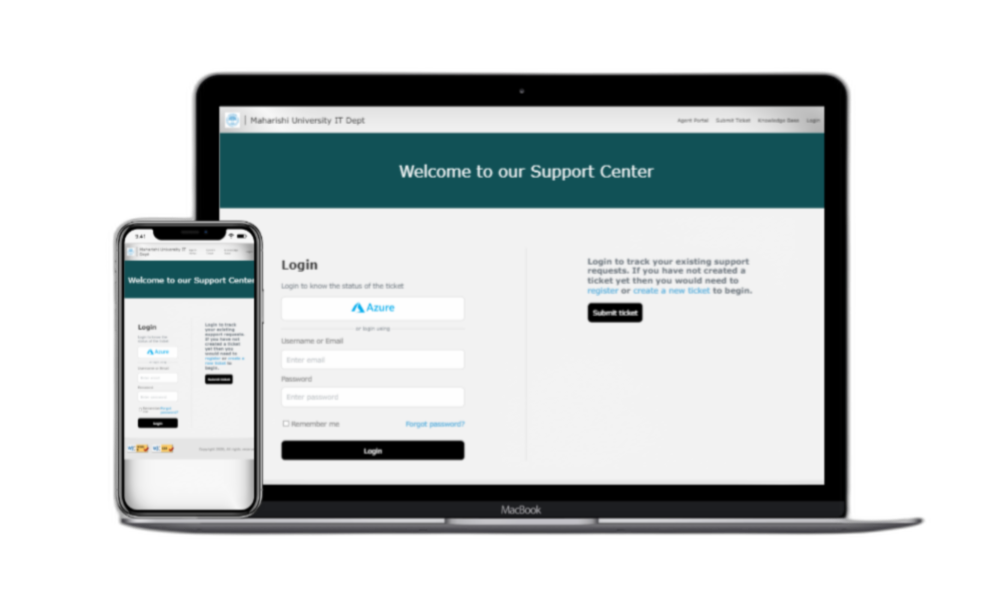 Maharishi University IT Dept
Agent Portal Submit Ticket Knowledge Base Login
Welcome to our Support Center
Login
Login to know the status of the ticket
Azure
or login using
Username or Email
Enter email
Password
Enter password
Remember me Forgot password?
Login
Login to track your existing support
requests. If you have not created a
ticket yet then you would need to
register or create a new ticket to begin.
Submit ticket
MacBook
9:41
Maharishi University IT
Dept
Welcome to our Support Center
Login
Azure
Login to track
your existing
support requests.
If you have not
created a ticket
yet then you
would need to
register or create a
new ticket to
begin.
Submit ticket
Login